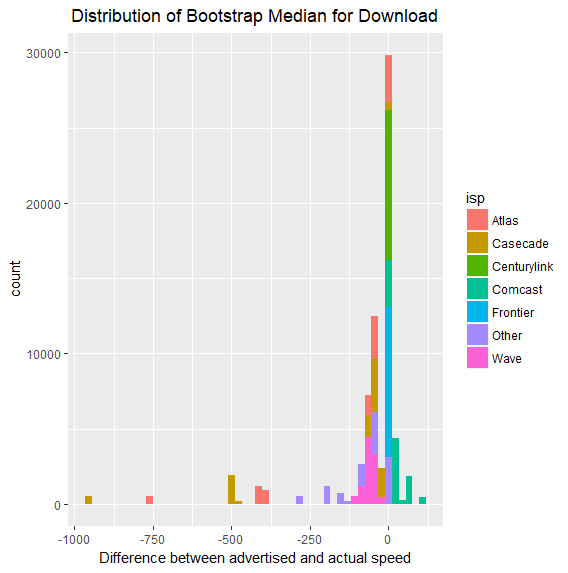 Distribution of Bootstrap Median for Download
30000
20000
10000
0
count
-1000
-750
-500
-250
0
Difference between advertised and actual speed
isp
Atlas
Casecade
Centurylink
Comcast
Frontier
Other
Wave